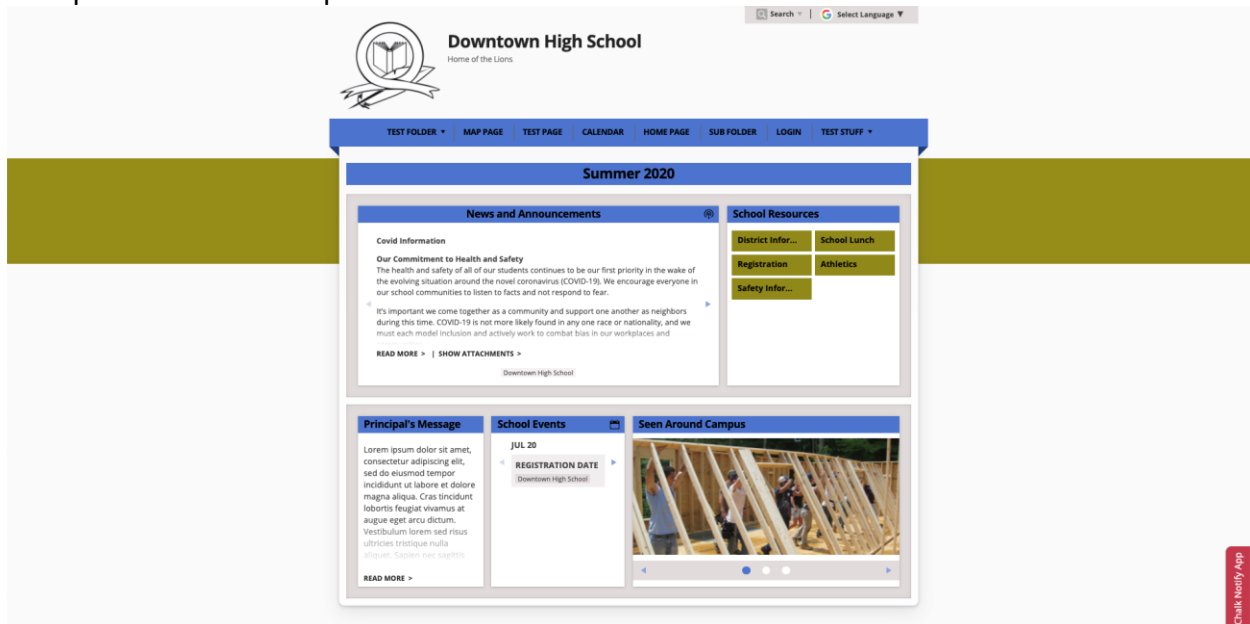 Search
Select Language ▼
Downtown High School
Home of the Lions
TEST FOLDER ▼
MAP PAGE
TEST PAGE
CALENDAR
HOME PAGE
SUB FOLDER
LOGIN
TEST STUFF ▼
Summer 2020
News and Announcements
Covid Information
Our Commitment to Health and Safety
The health and safety of all of our students continues to be our first priority in the wake of
the evolving situation around the novel coronavirus (COVID-19). We encourage everyone in
our school communities to listen to facts and not respond to fear.
It's important we come together as a community and support one another as neighbors
during this time. COVID-19 is not more likely found in any one race or nationality, and we
must each model inclusion and actively work to combat bias in our workplaces and
READ MORE > | SHOW ATTACHMENTS >
Downtown High School
School Resources
District Infor...
School Lunch
Registration
Athletics
Safety Infor...
Principal's Message
Lorem ipsum dolor sit amet,
consectetur adipiscing elit,
sed do eiusmod tempor
incididunt ut labore et dolore
magna aliqua. Cras tincidunt
lobortis feugiat vivamus at
augue eget arcu dictum.
Vestibulum lorem sed risus
ultricies tristique nulla
aliquet. Sapien nec sagittis
READ MORE >
School Events
JUL 20
REGISTRATION DATE
Downtown High School
Seen Around Campus
Chalk Notify App